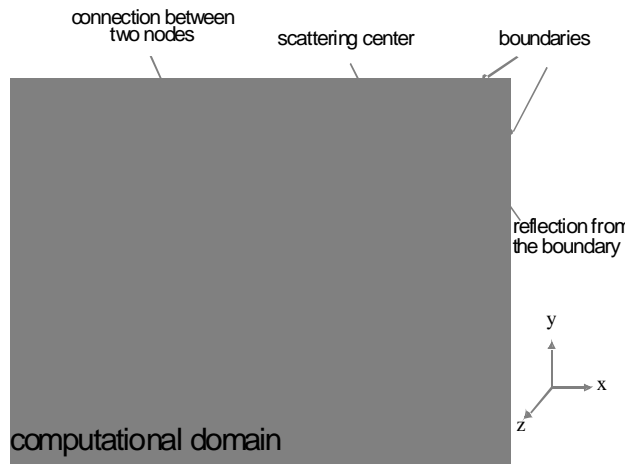 connection between
two nodes
scattering center
boundaries
reflection from
the boundary
y
x
z
computational domain